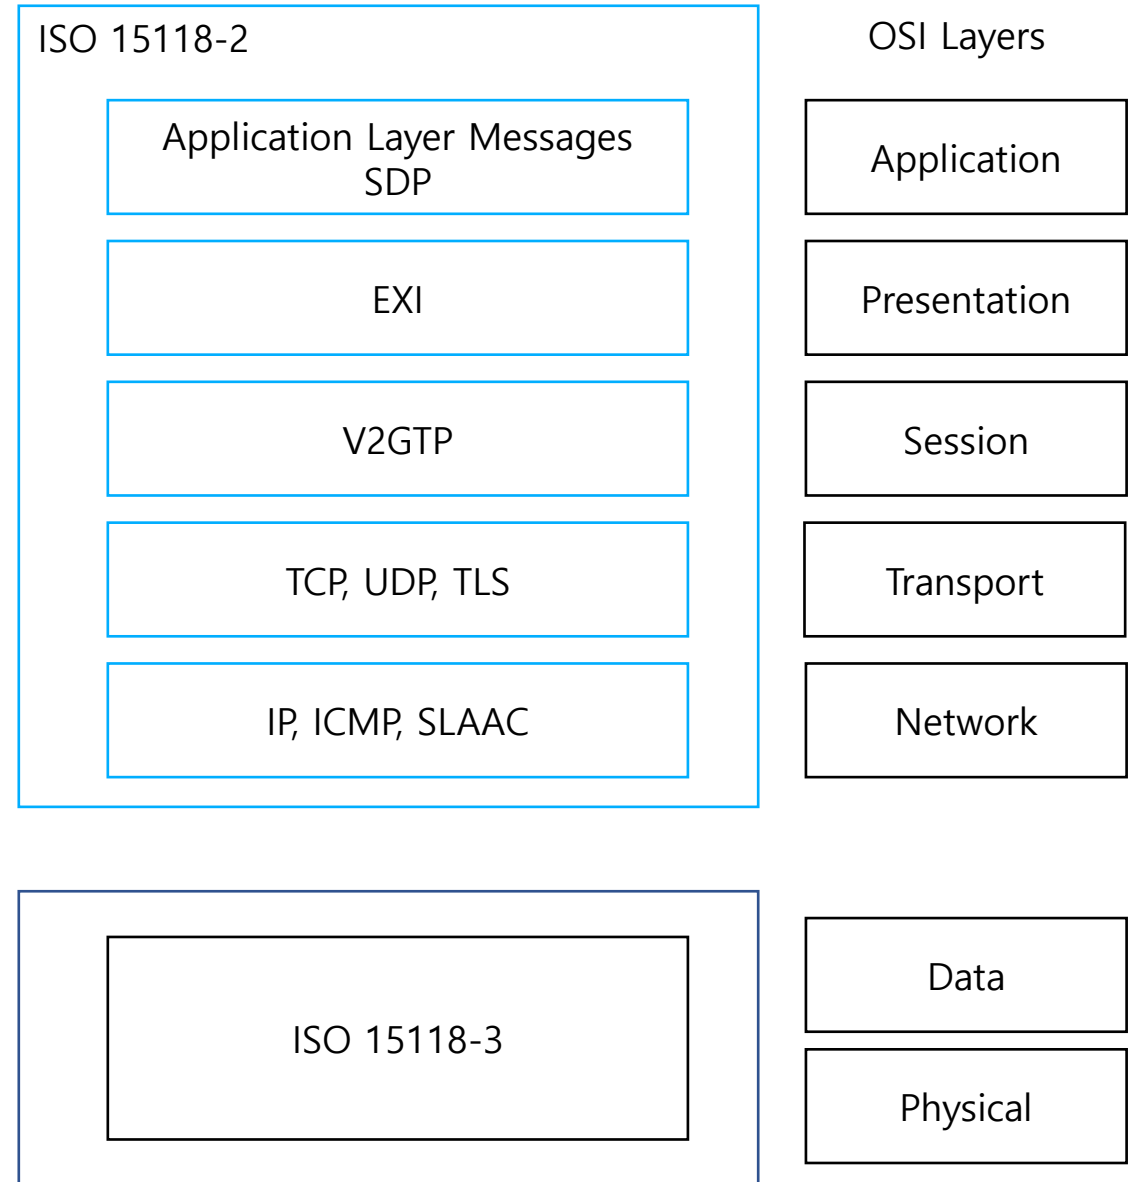 ISO 15118-2
OSI Layers
Application Layer Messages
SDP
Application
EXI
Presentation
V2GTP
Session
TCP, UDP, TLS
Transport
IP, ICMP, SLAAC
Network
ISO 15118-3
Data
Physical